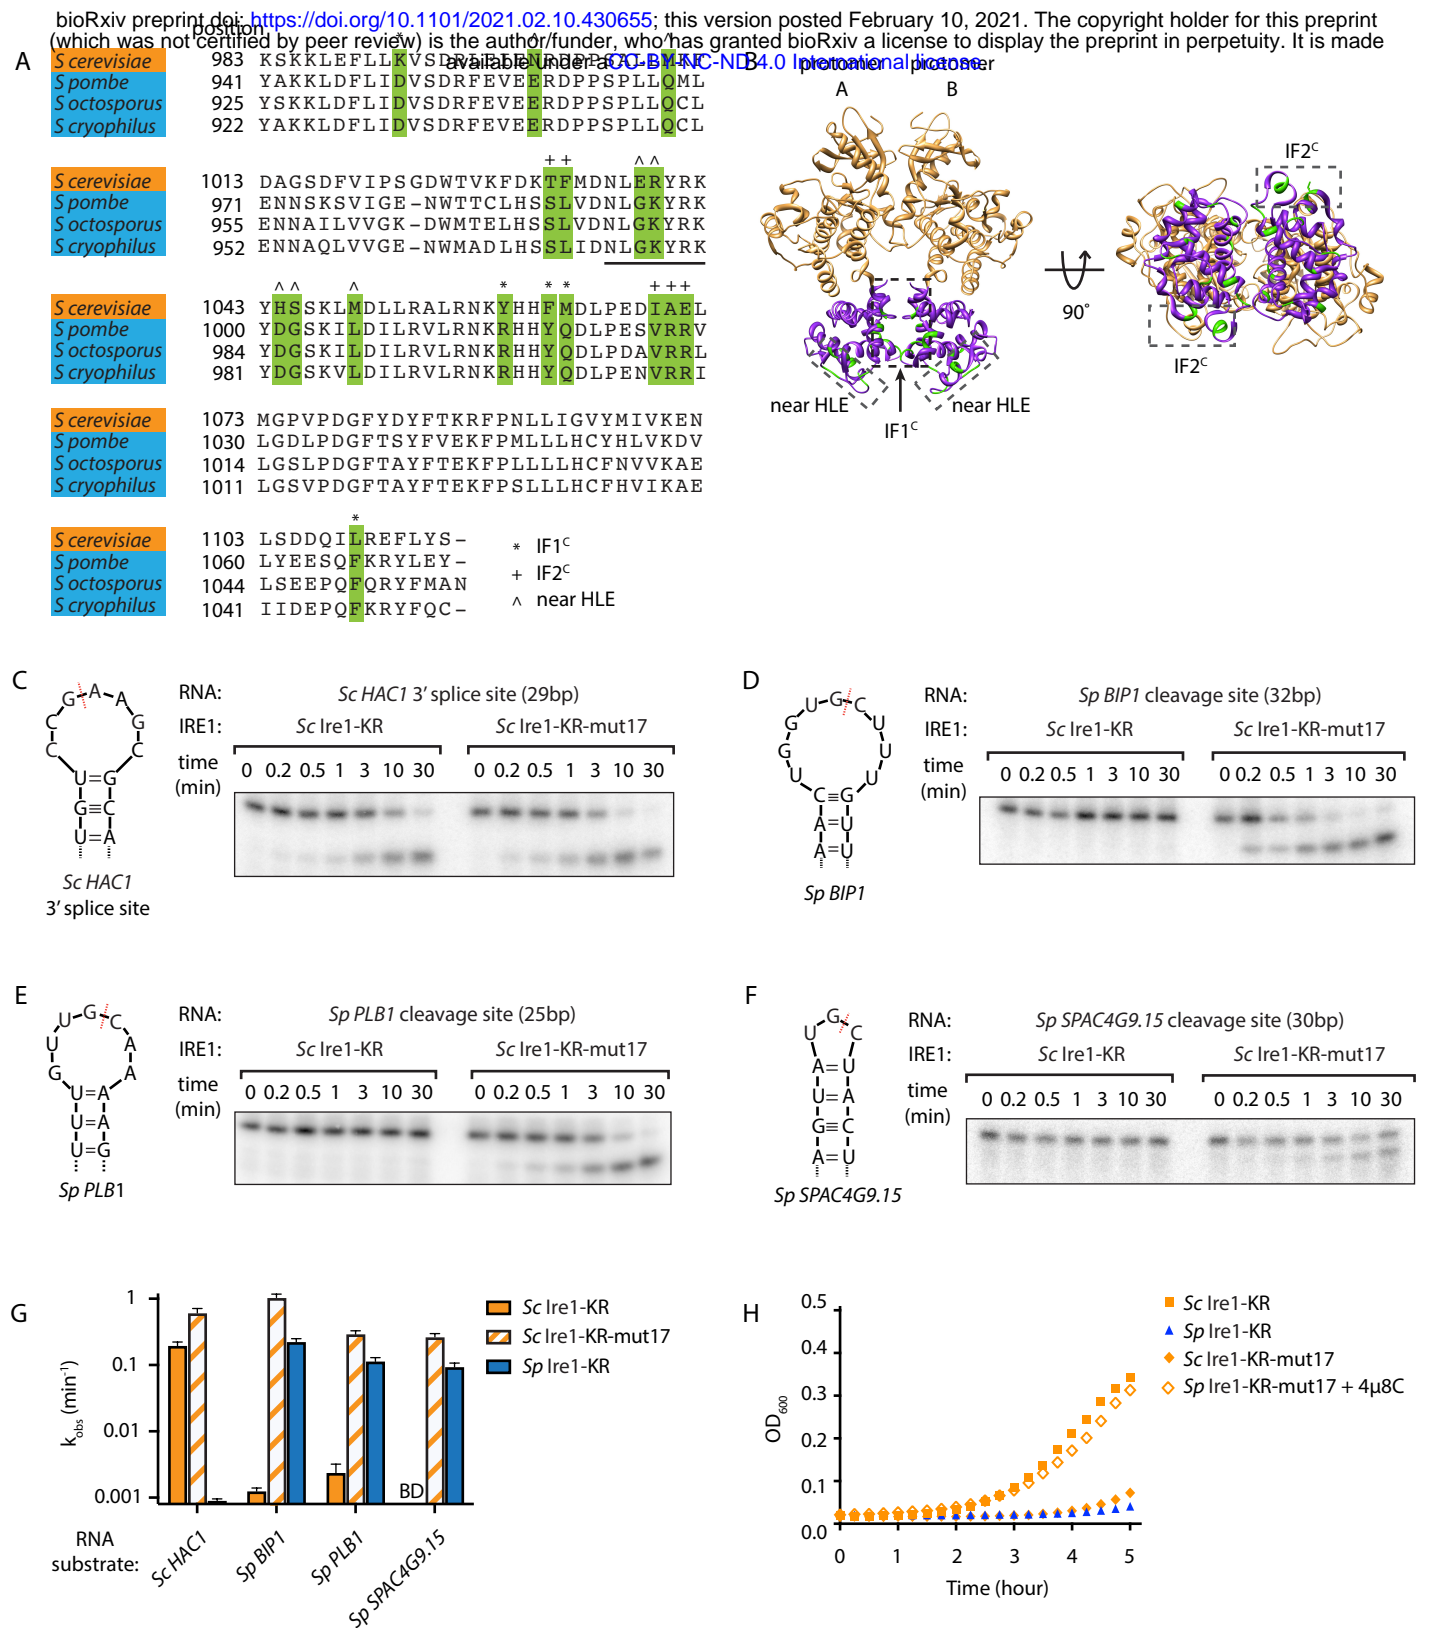 bioRxiv preprint doi: https://doi.org/10.1101/2021.02.10.430655; this version posted February 10, 2021. The copyright holder for this preprint
(which was not certified by peer review) is the author/funder, who has granted bioRxiv a license to display the preprint in perpetuity. It is made
available under a CC-BY-NC-ND 4.0 International license.
A
position
* ^ ^
S cerevisiae 983
S pombe 941 YAKKLDFLIDVSDRFEVEERDPPSPLLQML
S octosporus 925 YSKKLDFLIDVSDRFEVEERDPPSPLLQCL
S cryophilus 922 YAKKLDFLIDVSDRFEVEERDPPSPLLQCL
++ ^^
S cerevisiae 1013 DAGSDFVIPSGDWTVKFDKTFMDNLERYRK
S pombe 971 ENNSKSVIGE-NWTTCLHSSLVDNLGKYRK
S octosporus 955 ENNAILVVGK-NWMTELHSSLVDNLGKYRK
S cryophilus 952 ENNAQLVVGE-NWMADLHSSLIDNLGKYRK
^^ ^ * * * +++
S cerevisiae 1043 YHSSKLMDLLRALRNKYHHFMDLPEDIAEL
S pombe 1000 YDGSKILDILRVLRNKRHHYQDLPESVRRV
S octosporus 984 YDGSKILDILRVLRNKRHHYQDLPDAVRRL
S cryophilus 981 YDGSKVLDILRVLRNKRHHYQDLPENVRRI
S cerevisiae 1073 MGPVPDGFYDYFTKRFPNLLIGVYMIVKEN
S pombe 1030 LGDLPDGFTSYFVEKFPMLLLHCYHLVKDV
S octosporus 1014 LGSLPDGFTAYFTEKFPLLLLHCFNVVKAE
S cryophilus 1011 LGSVPDGFTAYFTEKFPSLLLHCFHVIKAE
*
S cerevisiae 1103 LSDDQILREFLYS-
S pombe 1060 LYEESQFKRYLEY-
S octosporus 1044 LSEEPQFQRYFMAN
S cryophilus 1041 IIDEPQFKRYFQC-
* IF1C
+ IF2C
^ near HLE
B
protomer protomer
A B
near HLE near HLE
IF1C
90°
IF2C
IF2C
C
G A A G C C C
U=G
G≡C
U=A
Sc HAC1
3′ splice site
RNA: Sc HAC1 3′ splice site (29bp)
IRE1: Sc Ire1-KR Sc Ire1-KR-mut17
time (min) 0 0.2 0.5 1 3 10 30 0 0.2 0.5 1 3 10 30
D
U G G U G C U U U U
C≡G
A=U
A=U
Sp BIP1
RNA: Sp BIP1 cleavage site (32bp)
IRE1: Sc Ire1-KR Sc Ire1-KR-mut17
time (min) 0 0.2 0.5 1 3 10 30 0 0.2 0.5 1 3 10 30
E
G U U G C A A
U=A
U=A
U=G
Sp PLB1
RNA: Sp PLB1 cleavage site (25bp)
IRE1: Sc Ire1-KR Sc Ire1-KR-mut17
time (min) 0 0.2 0.5 1 3 10 30 0 0.2 0.5 1 3 10 30
F
U G C
A=U
U=A
G≡C
A=U
Sp SPAC4G9.15
RNA: Sp SPAC4G9.15 cleavage site (30bp)
IRE1: Sc Ire1-KR Sc Ire1-KR-mut17
time (min) 0 0.2 0.5 1 3 10 30 0 0.2 0.5 1 3 10 30
G
kobs (min-1)
1
0.1
0.01
0.001
BD
RNA substrate: Sc HAC1 Sp BIP1 Sp PLB1 Sp SPAC4G9.15
Sc Ire1-KR
Sc Ire1-KR-mut17
Sp Ire1-KR
H
OD600
0.5
0.4
0.3
0.2
0.1
0.0
0 1 2 3 4 5
Time (hour)
Sc Ire1-KR
Sp Ire1-KR
Sc Ire1-KR-mut17
Sp Ire1-KR-mut17 + 4μ8C